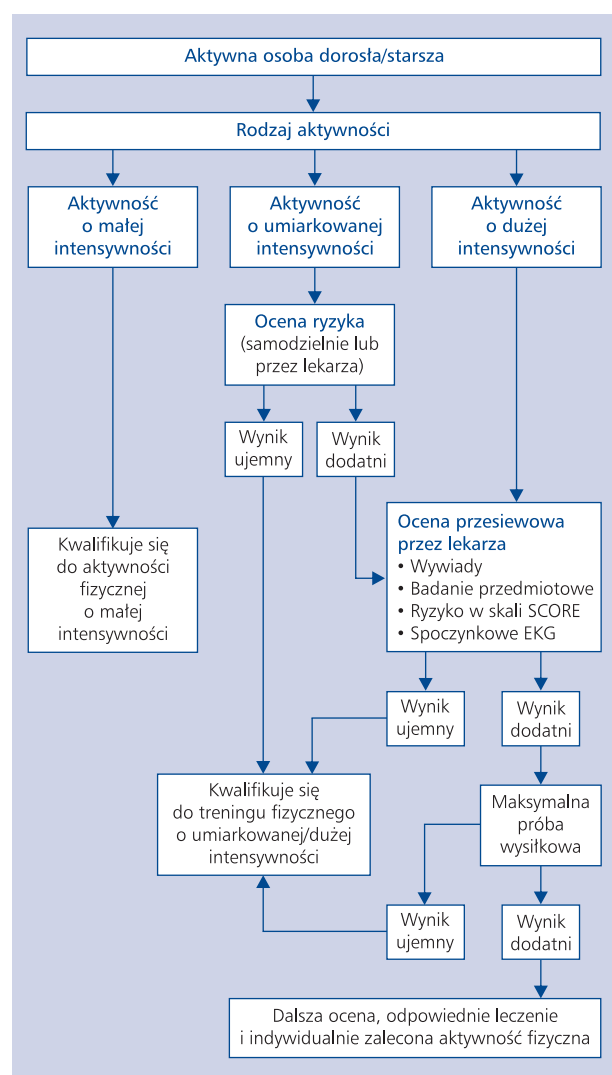 Aktywna osoba dorosła/starsza
Rodzaj aktywności
Aktywność
o małej
intensywności
Aktywność
o umiarkowanej
intensywności
Aktywność
o dużej
intensywności
Ocena ryzyka
(samodzielnie lub
przez lekarza)
Wynik
ujemny
Wynik
dodatni
Kwalifikuje się
do aktywności
fizycznej
o małej
intensywności
Ocena przesiewowa
przez lekarza
• Wywiady
• Badanie przedmiotowe
• Ryzyko w skali SCORE
• Spoczynkowe EKG
Wynik
ujemny
Wynik
dodatni
Kwalifikuje się
do treningu fizycznego
o umiarkowanej/dużej
intensywności
Maksymalna
próba
wysiłkowa
Wynik
ujemny
Wynik
dodatni
Dalsza ocena, odpowiednie leczenie
i indywidualnie zalecona aktywność fizyczna